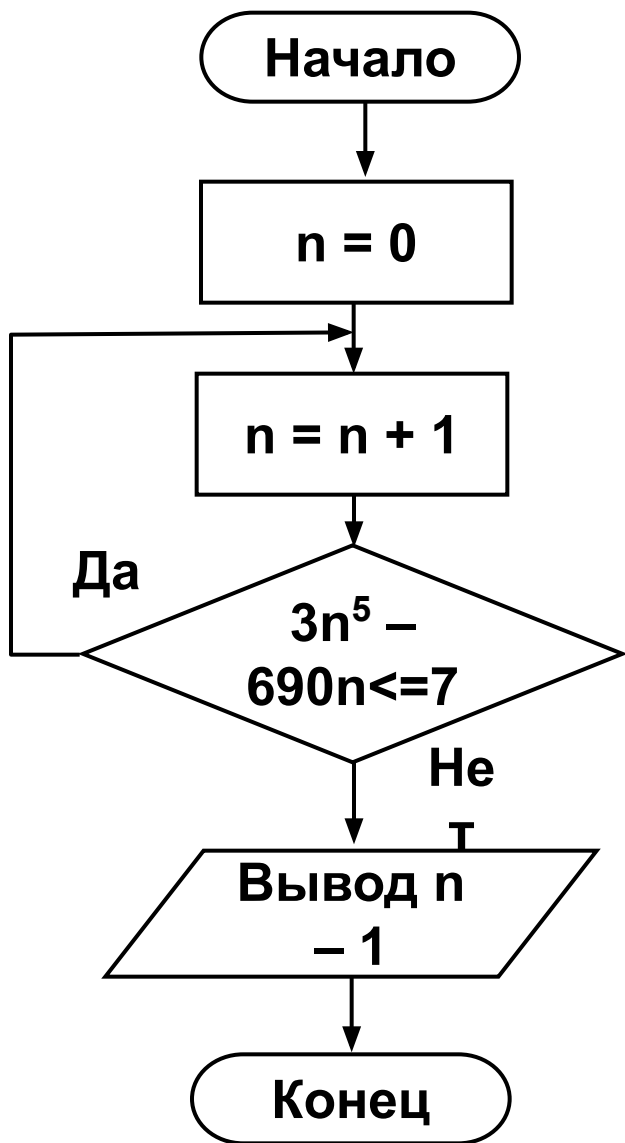 Начало
n = 0
n = n + 1
Да
3n⁵ –
690n<=7
Не
т
Вывод n
– 1
Конец